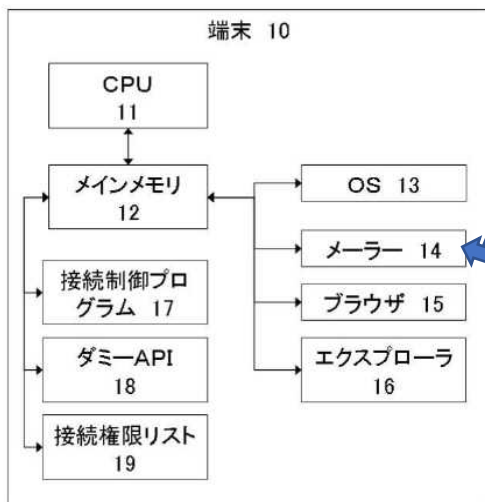 端末 10
CPU
11
メインメモリ
12
OS 13
メーラー 14
接続制御プロ
グラム 17
ブラウザ 15
ダミーAPI
18
エクスプローラ
16
接続権限リスト
19